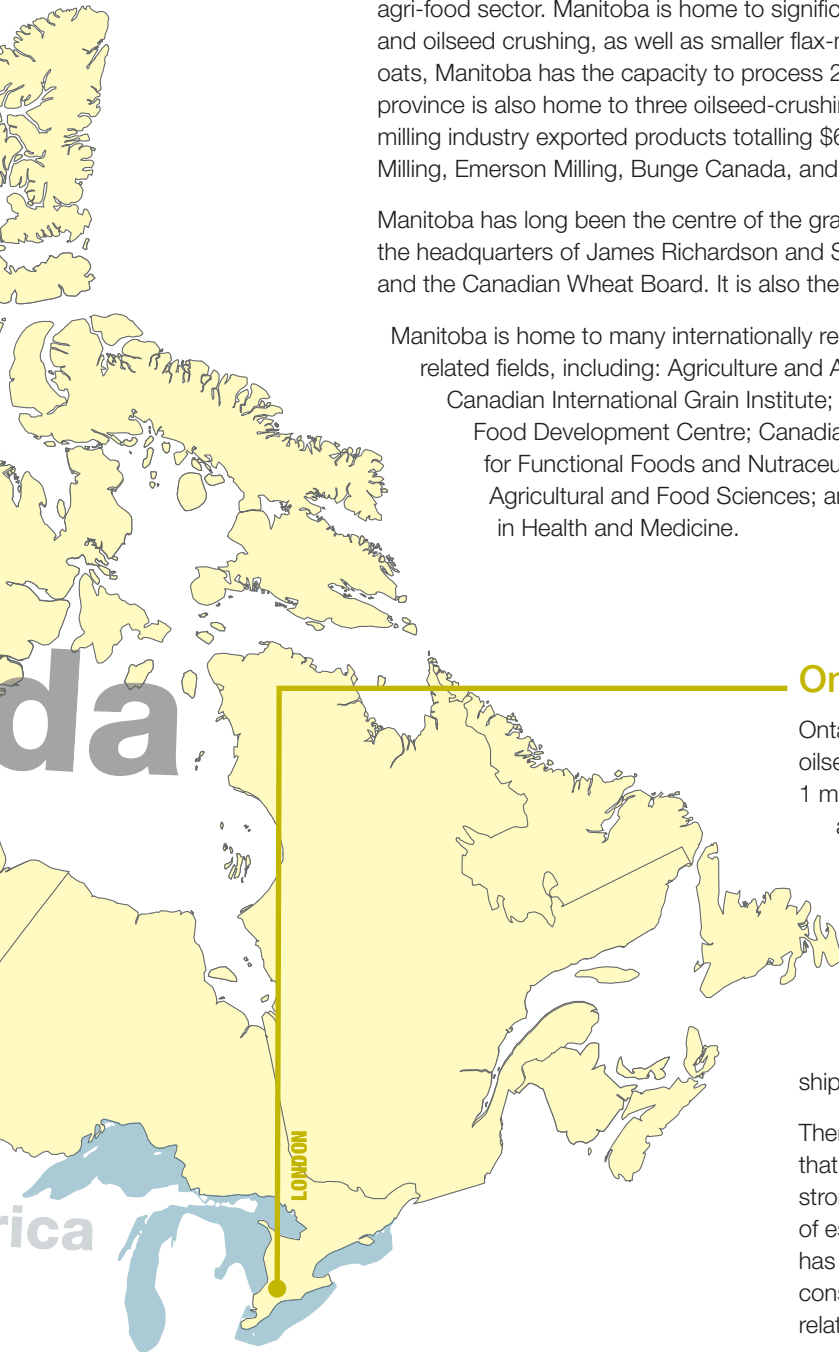 agri-food sector. Manitoba is home to signific
and oilseed crushing, as well as smaller flax-
oats, Manitoba has the capacity to process 2
province is also home to three oilseed-crushi
milling industry exported products totalling $6
Milling, Emerson Milling, Bunge Canada, and
Manitoba has long been the centre of the gra
the headquarters of James Richardson and S
and the Canadian Wheat Board. It is also the
Manitoba is home to many internationally re
related fields, including: Agriculture and A
Canadian International Grain Institute;
Food Development Centre; Canadia
for Functional Foods and Nutraceu
Agricultural and Food Sciences; an
in Health and Medicine.
da
On
Onta
oilse
1 m
a
ship
Ther
that
stron
of es
has
cons
relat
LONDON
rica